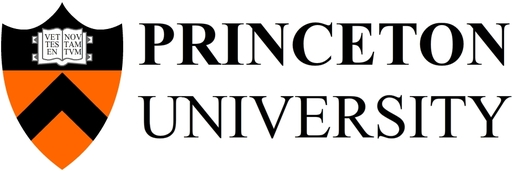 VET NOV
TES TAM
EN TVM
PRINCETON
UNIVERSITY